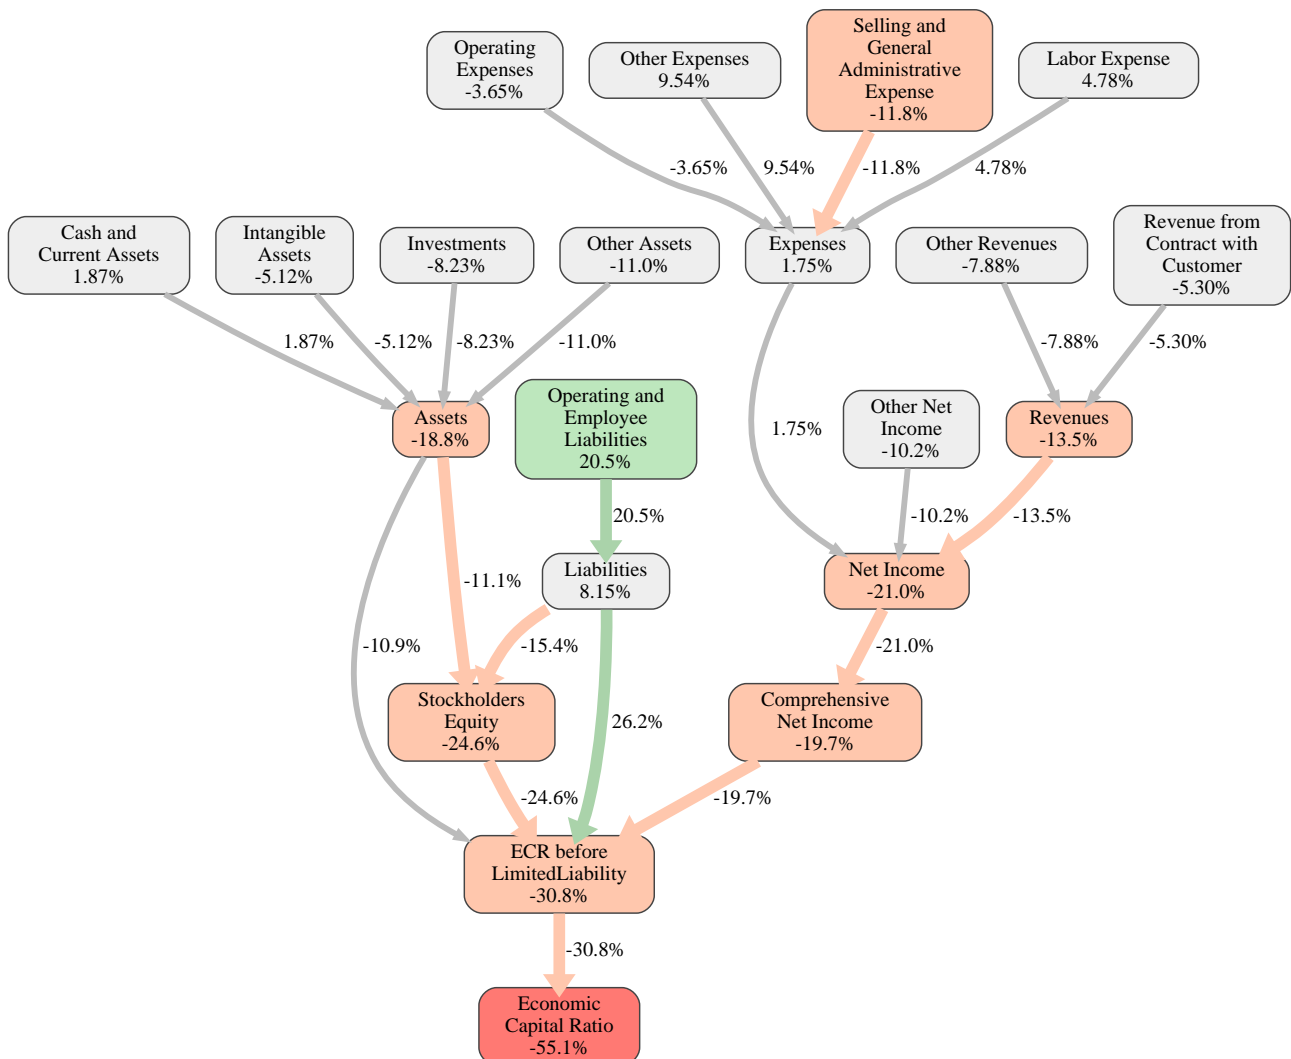 Operating
Expenses
-3.65%
Other Expenses
9.54%
Selling and
General
Administrative
Expense
-11.8%
Labor Expense
4.78%
-3.65%
9.54%
-11.8%
4.78%
Cash and
Current Assets
1.87%
Intangible
Assets
-5.12%
Investments
-8.23%
Other Assets
-11.0%
Expenses
1.75%
Other Revenues
-7.88%
Revenue from
Contract with
Customer
-5.30%
1.87%
-5.12%
-8.23%
-11.0%
-7.88%
-5.30%
Assets
-18.8%
Operating and
Employee
Liabilities
20.5%
1.75%
Other Net
Income
-10.2%
Revenues
-13.5%
20.5%
-10.2%
-13.5%
-11.1%
Liabilities
8.15%
Net Income
-21.0%
-10.9%
-15.4%
-21.0%
Stockholders
Equity
-24.6%
26.2%
Comprehensive
Net Income
-19.7%
-24.6%
-19.7%
ECR before
LimitedLiability
-30.8%
-30.8%
Economic
Capital Ratio
-55.1%